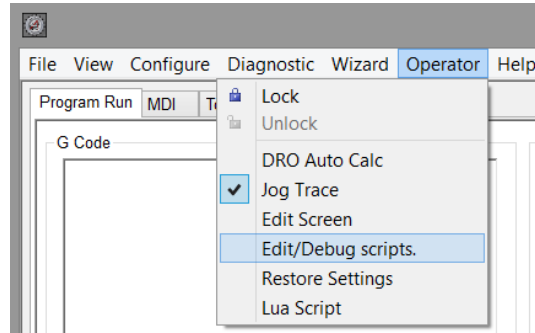 File View Configure Diagnostic Wizard Operator Help
Program Run MDI
G Code
Lock
Unlock
DRO Auto Calc
Jog Trace
Edit Screen
Edit/Debug scripts.
Restore Settings
Lua Script